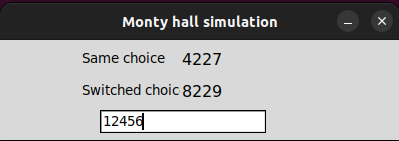 Monty hall simulation
Same choice 4227
Switched choic 8229
12456